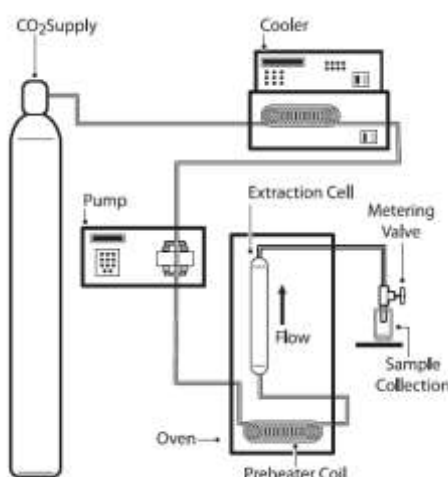 CO2Supply
Cooler
Pump
Extraction Cell
Metering
Valve
Flow
Sample
Collection
Oven
Preheater Coil